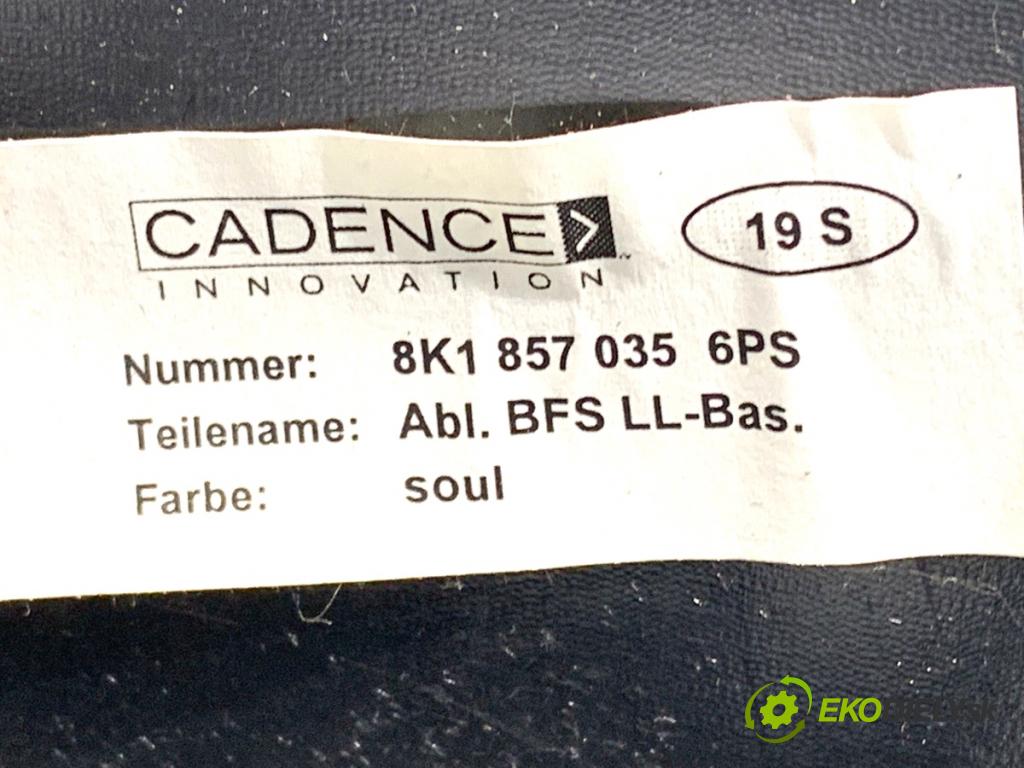 CADENCE
INNOVATION
19 S
Nummer: 8K1 857 035 6PS
Teilename: Abl. BFS LL-Bas.
Farbe: soul
EKO